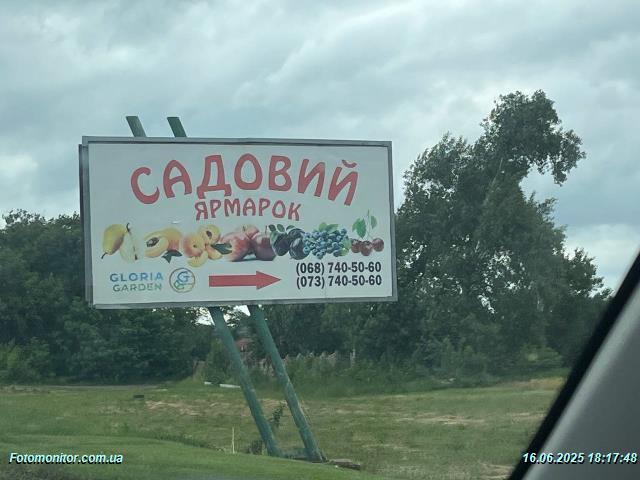 САДОВИЙ
ЯРМАРОК
GLORIA
GARDEN
(068) 740-50-60
(073) 740-50-60
Fotomonitor.com.ua
16.06.2025 18:17:48